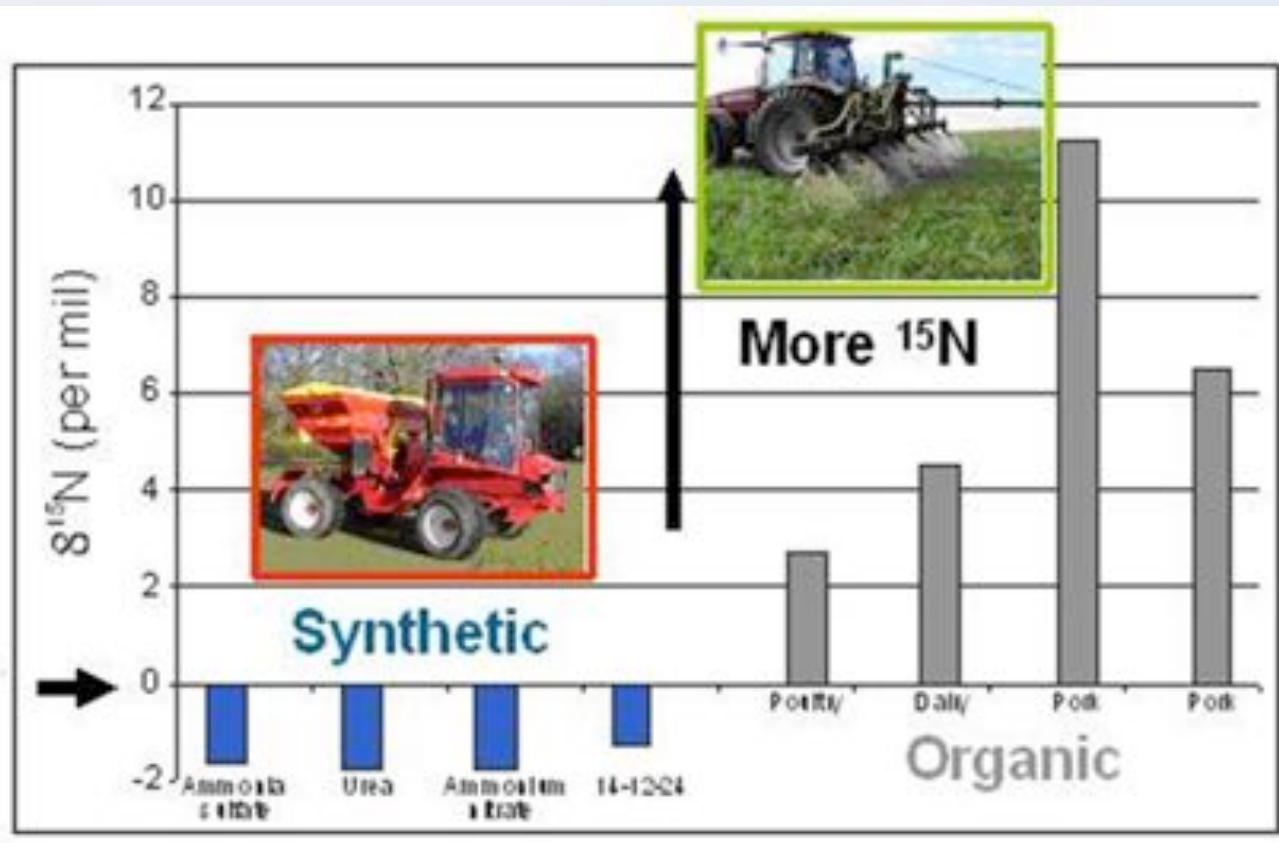 12
10
8
6
4
2
0
-2
δ¹⁵N (per mil)
More ¹⁵N
Synthetic
Ammonia
sulfate
Urea
Ammonium
nitrate
14-12-24
Poultry
Dairy
Pork
Pork
Organic